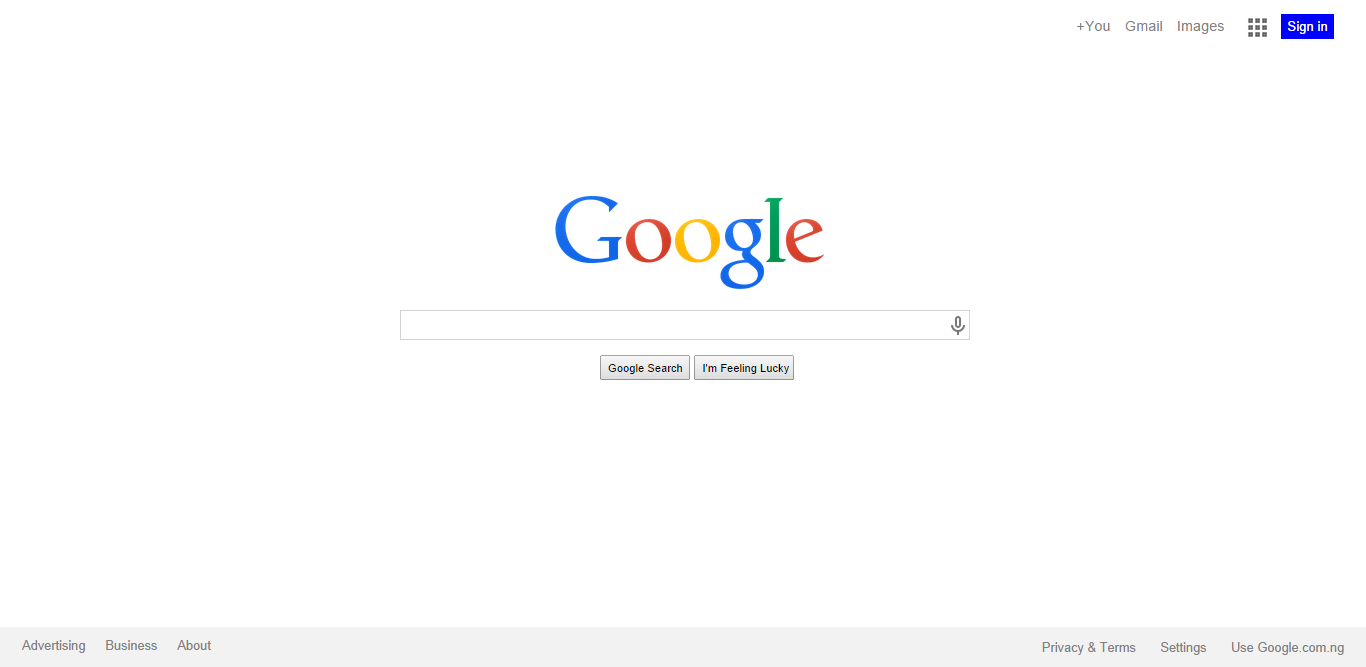 +You Gmail Images Sign in
Google
Google Search I'm Feeling Lucky
Advertising Business About Privacy & Terms Settings Use Google.com.ng